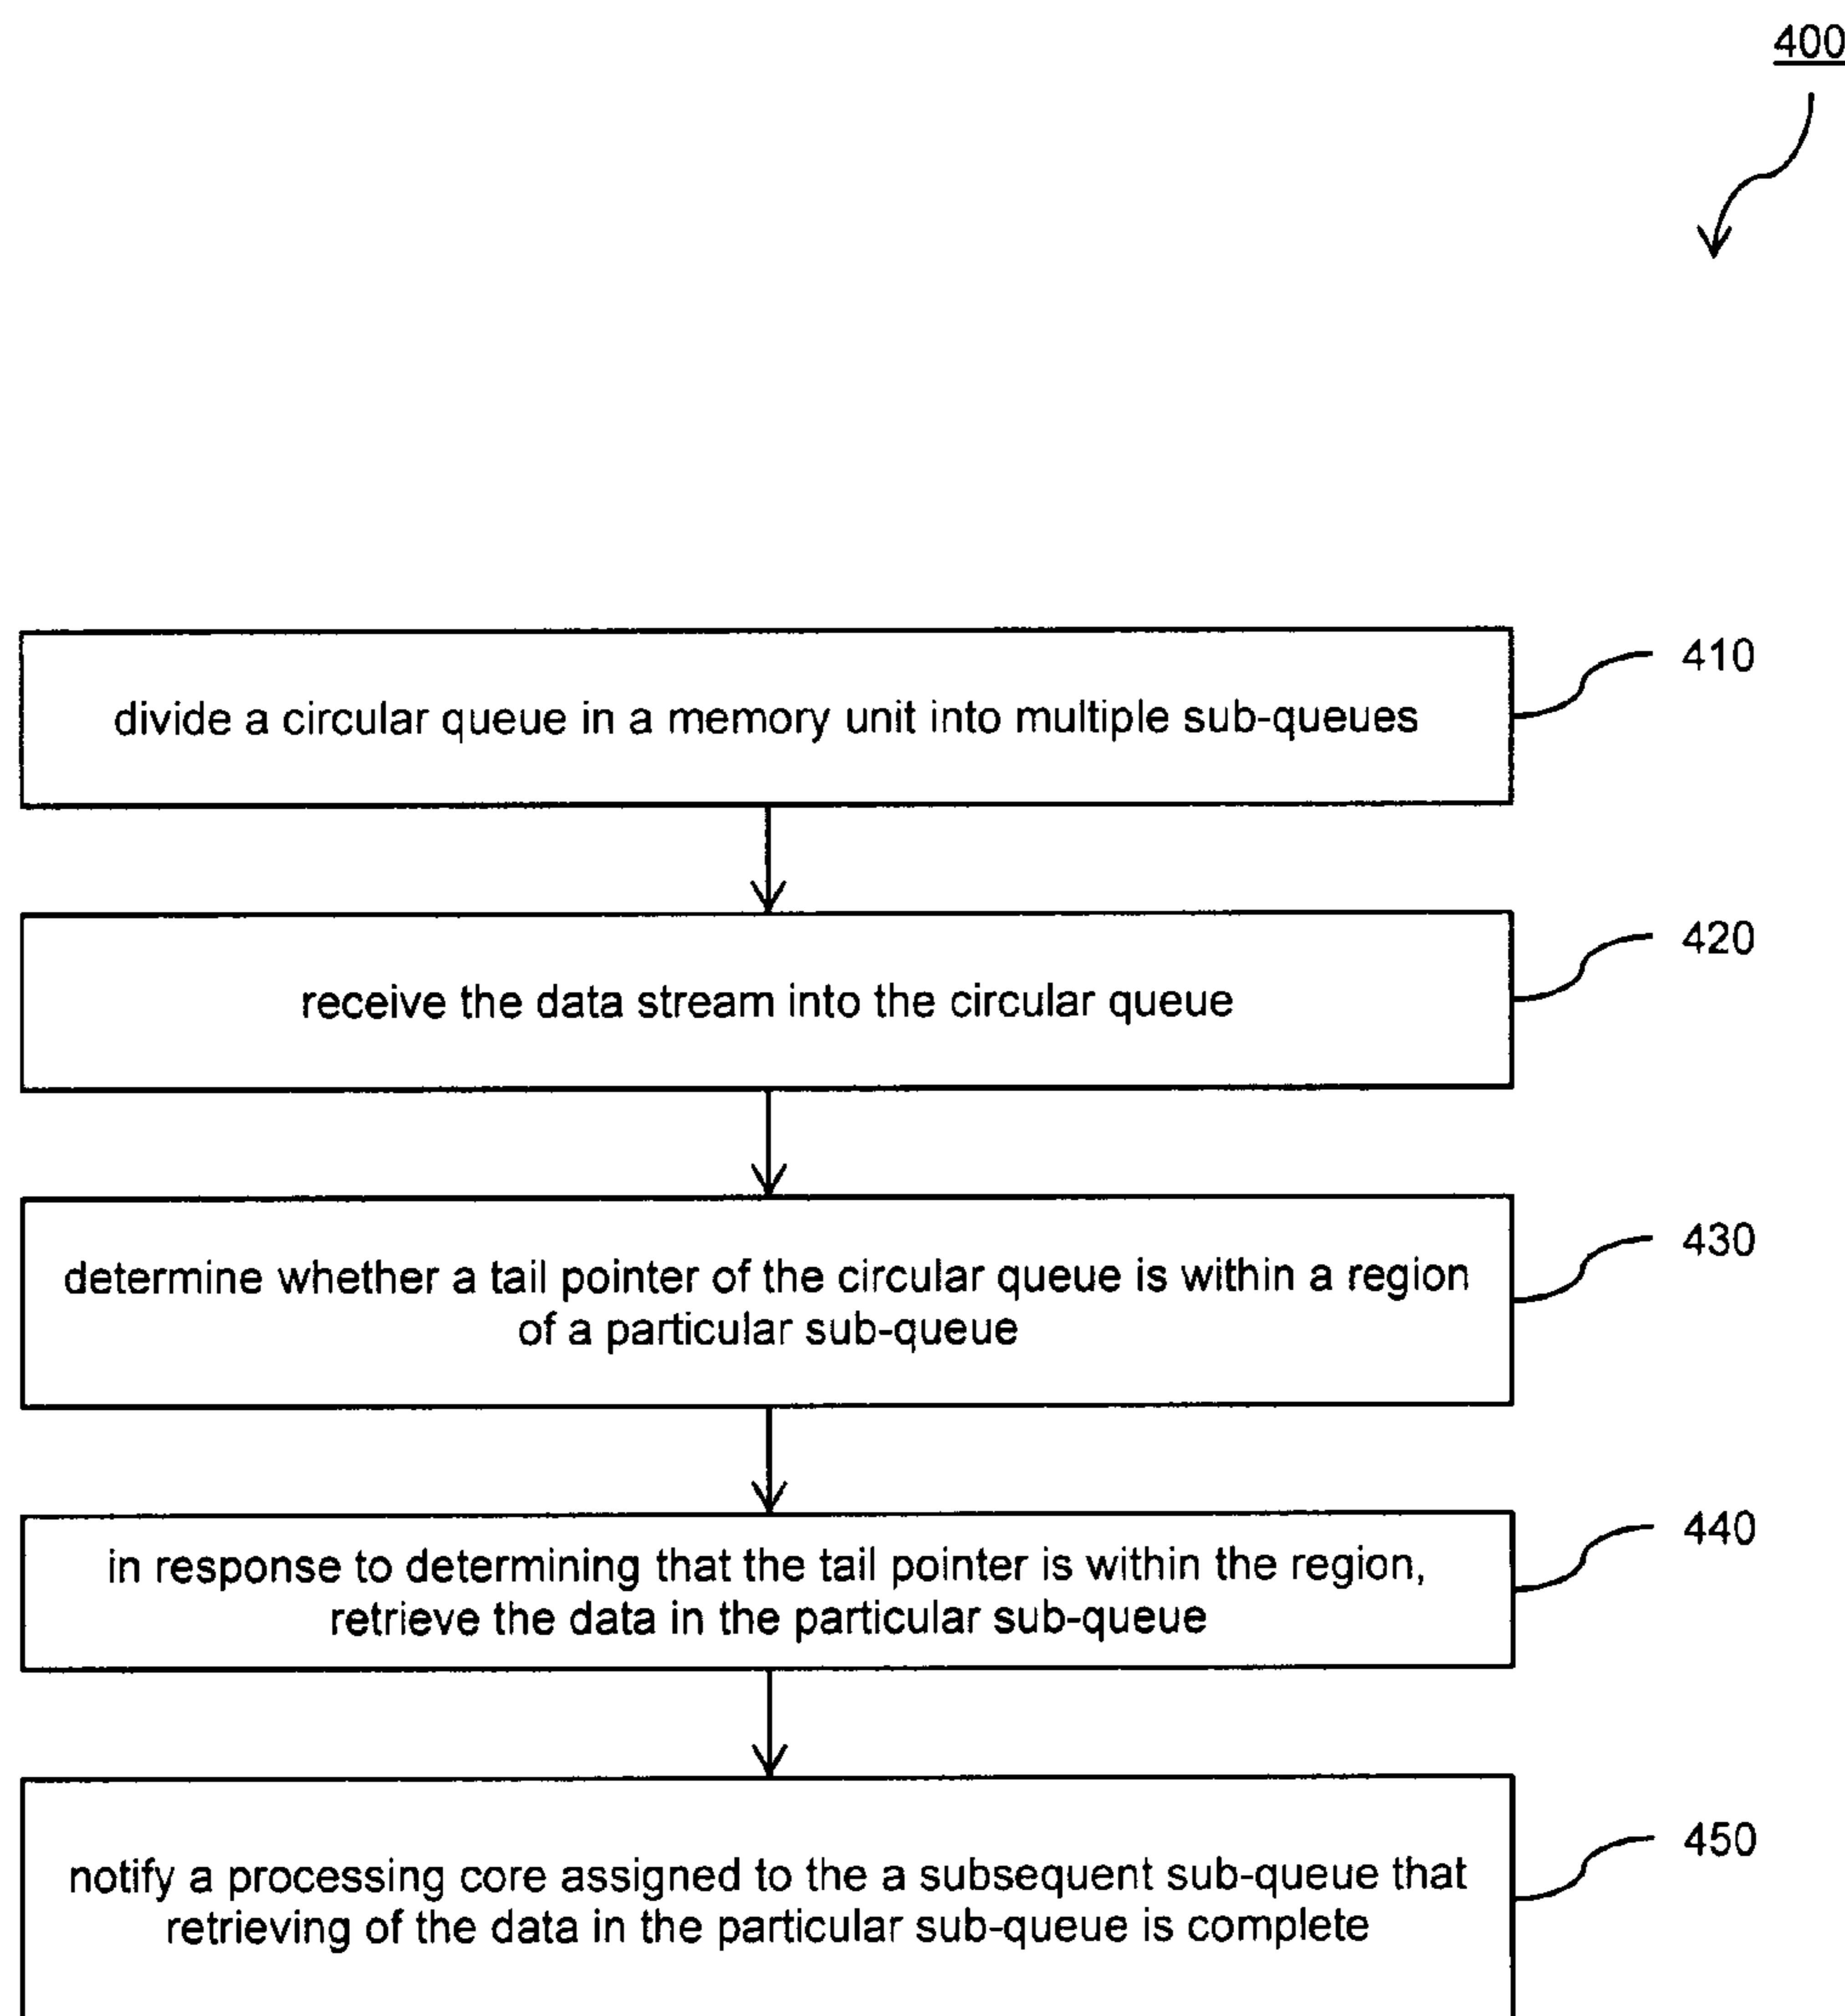 400
divide a circular queue in a memory unit into multiple sub-queues
410
receive the data stream into the circular queue
420
determine whether a tail pointer of the circular queue is within a region
of a particular sub-queue
430
in response to determining that the tail pointer is within the region,
retrieve the data in the particular sub-queue
440
notify a processing core assigned to the a subsequent sub-queue that
retrieving of the data in the particular sub-queue is complete
450